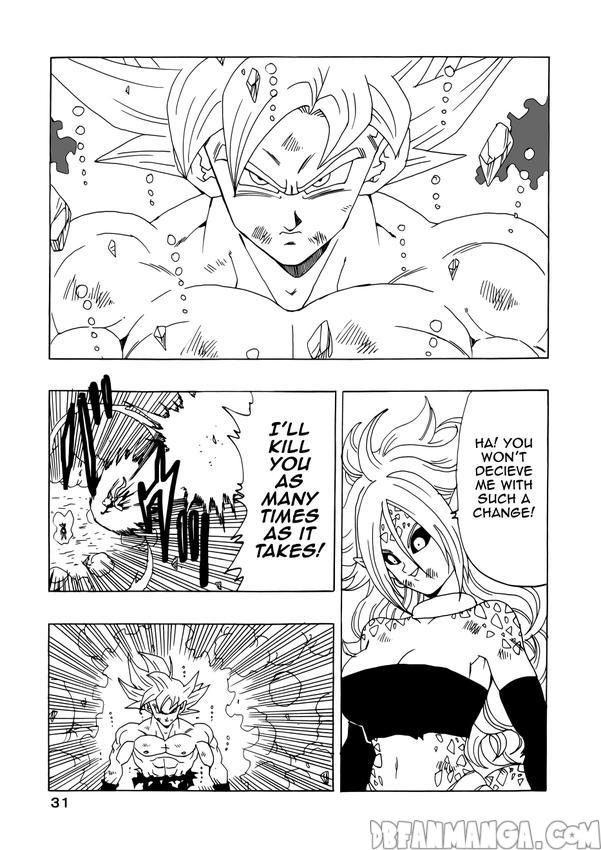 HA! YOU
WON'T
DECIEVE
ME WITH
SUCH A
CHANGE!
I'LL
KILL
YOU
AS
MANY
TIMES
AS IT
TAKES!
31
DBFANMANGA.COM